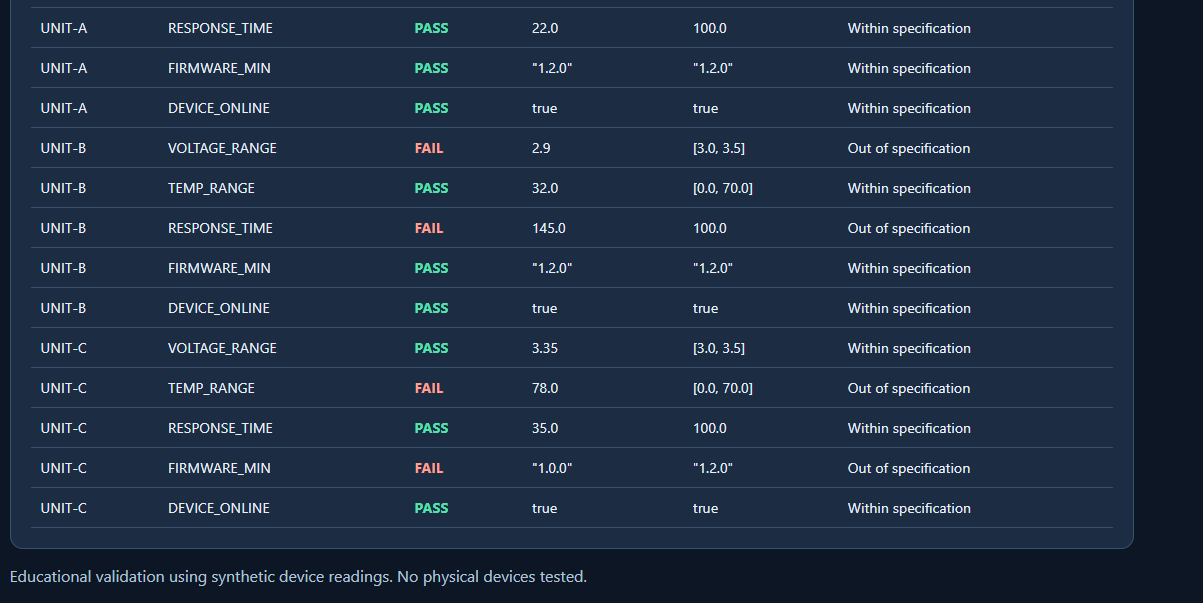 UNIT-A RESPONSE_TIME PASS 22.0 100.0 Within specification
UNIT-A FIRMWARE_MIN PASS "1.2.0" "1.2.0" Within specification
UNIT-A DEVICE_ONLINE PASS true true Within specification
UNIT-B VOLTAGE_RANGE FAIL 2.9 [3.0, 3.5] Out of specification
UNIT-B TEMP_RANGE PASS 32.0 [0.0, 70.0] Within specification
UNIT-B RESPONSE_TIME FAIL 145.0 100.0 Out of specification
UNIT-B FIRMWARE_MIN PASS "1.2.0" "1.2.0" Within specification
UNIT-B DEVICE_ONLINE PASS true true Within specification
UNIT-C VOLTAGE_RANGE PASS 3.35 [3.0, 3.5] Within specification
UNIT-C TEMP_RANGE FAIL 78.0 [0.0, 70.0] Out of specification
UNIT-C RESPONSE_TIME PASS 35.0 100.0 Within specification
UNIT-C FIRMWARE_MIN FAIL "1.0.0" "1.2.0" Out of specification
UNIT-C DEVICE_ONLINE PASS true true Within specification
Educational validation using synthetic device readings. No physical devices tested.